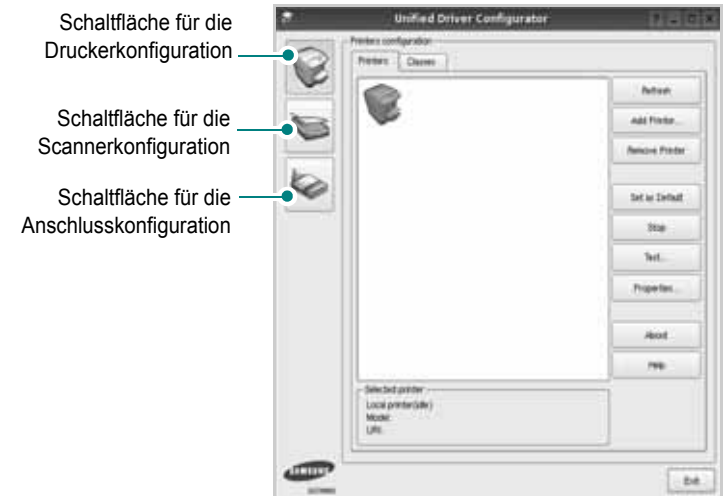 Schaltfläche für die
Druckerkonfiguration
Schaltfläche für die
Scannerkonfiguration
Schaltfläche für die
Anschlusskonfiguration
Unified Driver Configurator
Printers configuration
Printers
Classes
Refresh
Add Printer...
Remove Printer
Set as Default
Stop
Test...
Properties...
About
Help
Selected printer
Local printer(idle)
Model:
URI:
SAMSUNG
Exit